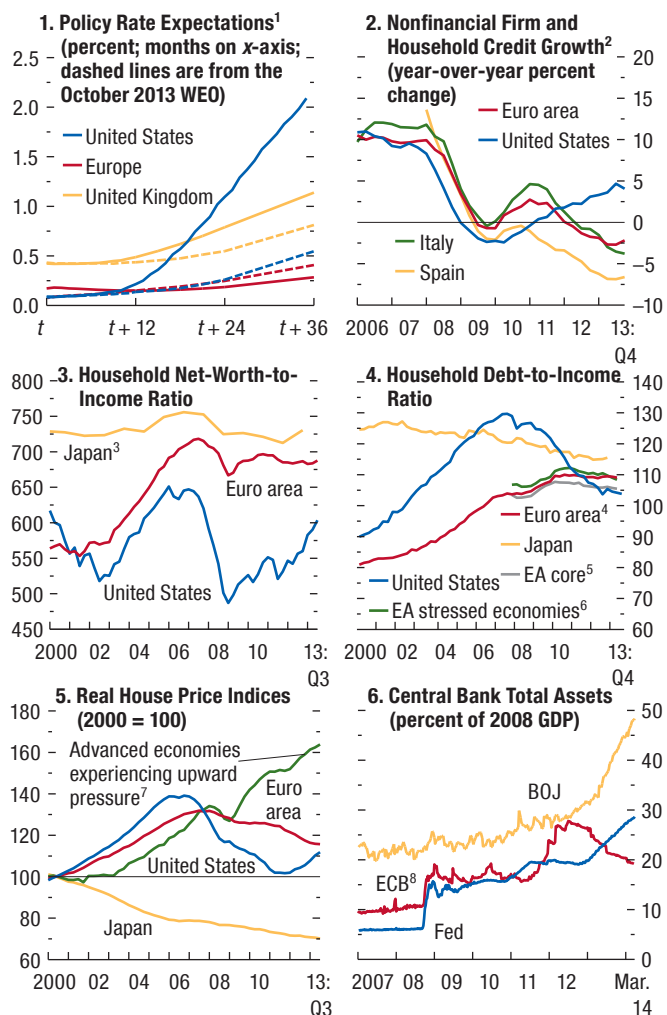 1. Policy Rate Expectations¹
(percent; months on x-axis;
dashed lines are from the
October 2013 WEO)
2.5
2.0
1.5
1.0
0.5
0.0
United States
Europe
United Kingdom
t
t + 12
t + 24
t + 36
2. Nonfinancial Firm and
Household Credit Growth²
(year-over-year percent
change)
20
15
10
5
0
–5
–10
Euro area
United States
Italy
Spain
2006 07 08 09 10 11 12 13:
Q4
3. Household Net-Worth-to-
Income Ratio
800
750
700
650
600
550
500
450
Japan³
Euro area
United States
2000 02 04 06 08 10 13:
Q3
4. Household Debt-to-Income
Ratio
140
130
120
110
100
90
80
70
60
Euro area⁴
Japan
United States
EA core⁵
EA stressed economies⁶
2000 02 04 06 08 10 13:
Q4
5. Real House Price Indices
(2000 = 100)
180
160
140
120
100
80
60
Advanced economies
experiencing upward
pressure⁷
Euro
area
United States
Japan
2000 02 04 06 08 10 13:
Q3
6. Central Bank Total Assets
(percent of 2008 GDP)
50
40
30
20
10
0
BOJ
ECB⁸
Fed
2007 08 09 10 11 12 Mar.
14